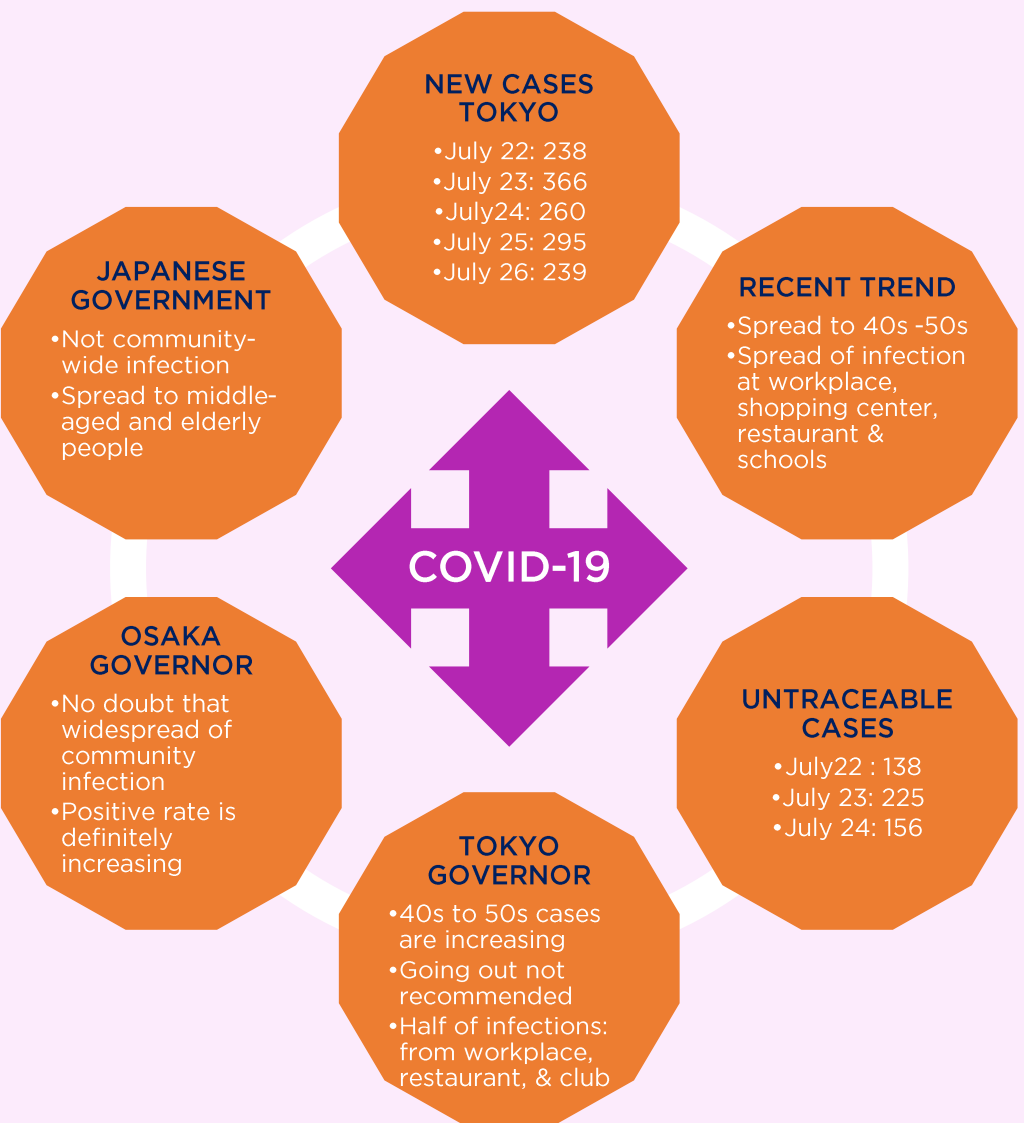 NEW CASES
TOKYO
•July 22: 238
•July 23: 366
•July24: 260
•July 25: 295
•July 26: 239
JAPANESE
GOVERNMENT
•Not community-
wide infection
•Spread to middle-
aged and elderly
people
RECENT TREND
•Spread to 40s -50s
•Spread of infection
at workplace,
shopping center,
restaurant &
schools
COVID-19
OSAKA
GOVERNOR
•No doubt that
widespread of
community
infection
•Positive rate is
definitely
increasing
UNTRACEABLE
CASES
•July22 : 138
•July 23: 225
•July 24: 156
TOKYO
GOVERNOR
•40s to 50s cases
are increasing
•Going out not
recommended
•Half of infections:
from workplace,
restaurant, & club